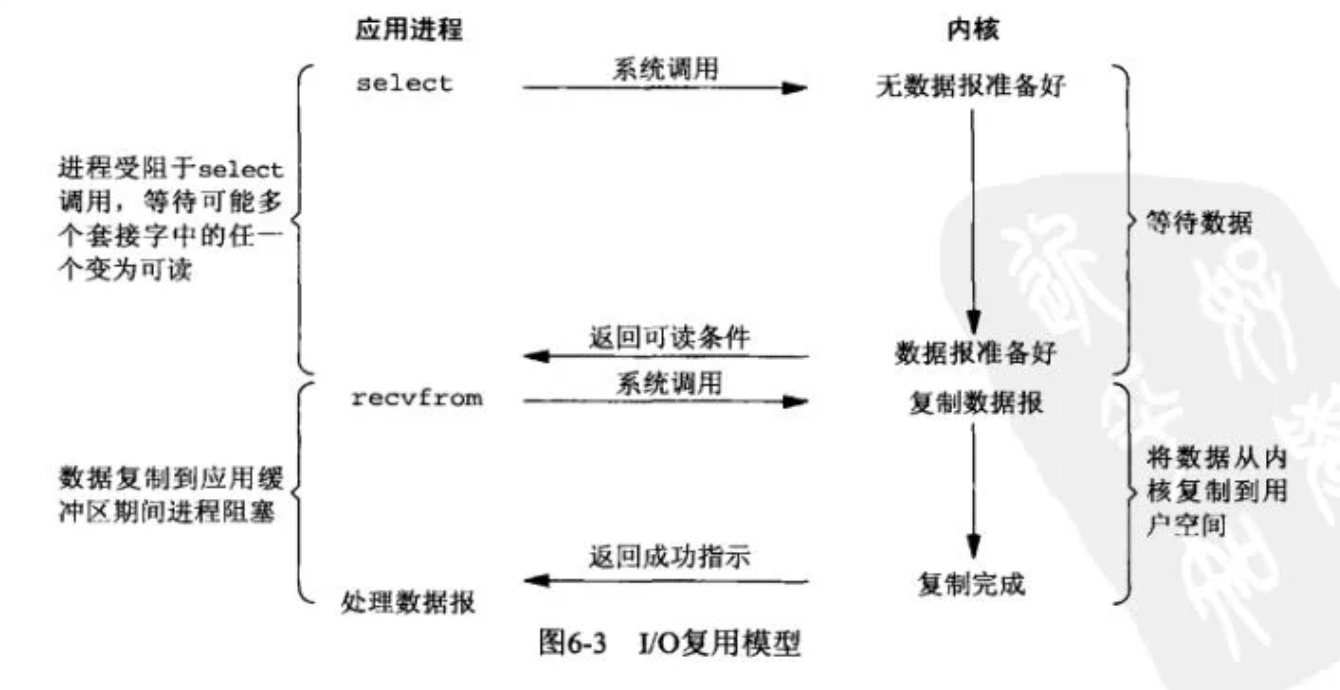 应用进程
内核
select
系统调用
无数据报准备好
进程受阻于select
调用，等待可能多
个套接字中的任一
个变为可读
等待数据
返回可读条件
数据报准备好
recvfrom
系统调用
复制数据报
数据复制到应用缓
冲区期间进程阻塞
将数据从内
核复制到用
户空间
返回成功指示
复制完成
处理数据报
图6-3 I/O复用模型